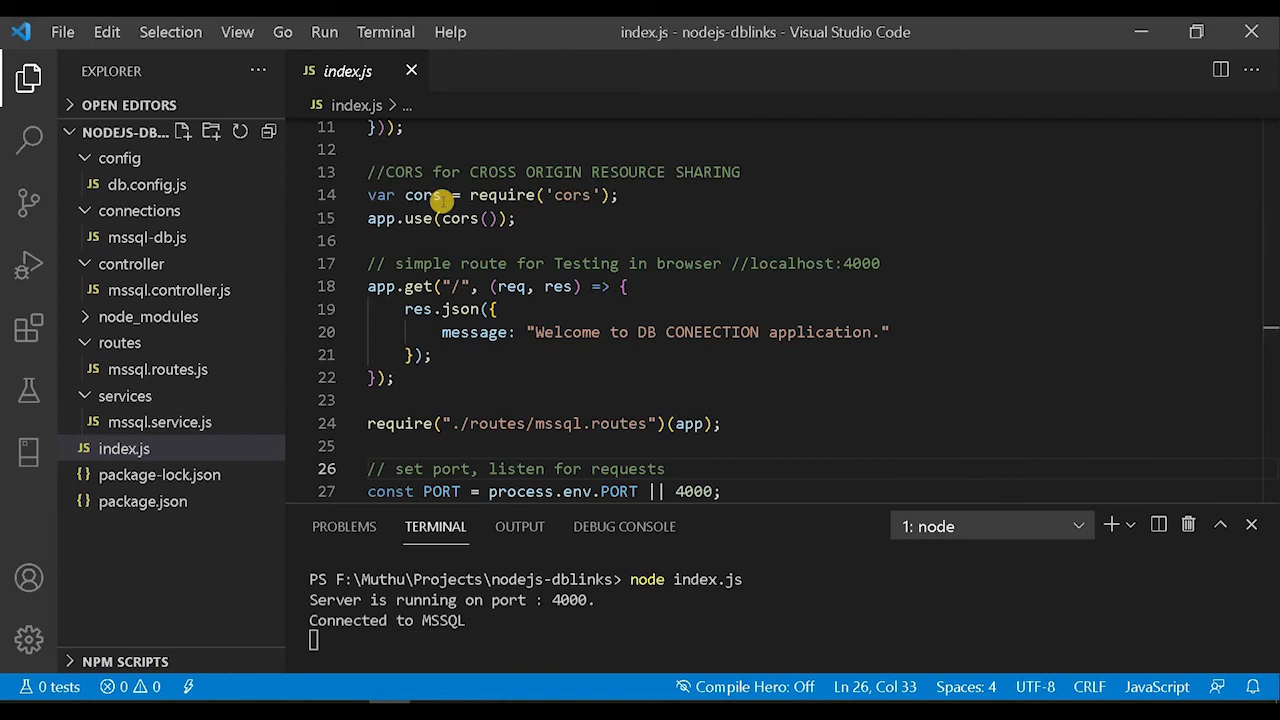 File Edit Selection View Go Run Terminal Help index.js - nodejs-dblinks - Visual Studio Code
EXPLORER ···
OPEN EDITORS
NODEJS-DB...
config
JS db.config.js
connections
JS mssql-db.js
controller
JS mssql.controller.js
node_modules
routes
JS mssql.routes.js
services
JS mssql.service.js
JS index.js
{} package-lock.json
{} package.json
NPM SCRIPTS
JS index.js
JS index.js > ...
11 }));
12
13 //CORS for CROSS ORIGIN RESOURCE SHARING
14 var cors = require('cors');
15 app.use(cors());
16
17 // simple route for Testing in browser //localhost:4000
18 app.get("/", (req, res) => {
19 res.json({
20 message: "Welcome to DB CONEECTION application."
21 });
22 });
23
24 require("./routes/mssql.routes")(app);
25
26 // set port, listen for requests
27 const PORT = process.env.PORT || 4000;
PROBLEMS TERMINAL OUTPUT DEBUG CONSOLE 1: node
PS F:\Muthu\Projects\nodejs-dblinks> node index.js
Server is running on port : 4000.
Connected to MSSQL
0 tests 0 0 Compile Hero: Off Ln 26, Col 33 Spaces: 4 UTF-8 CRLF JavaScript